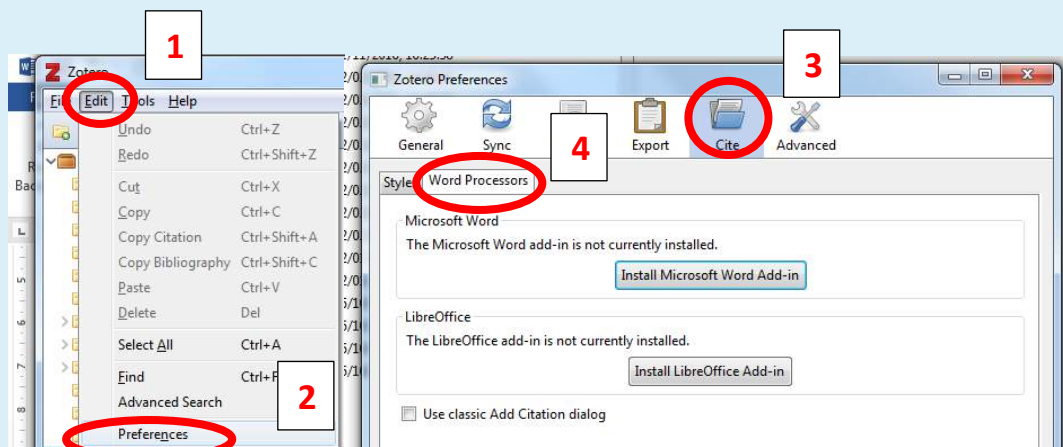 1
Zotero
Edit Tools Help
Undo Ctrl+Z
Redo Ctrl+Shift+Z
Cut Ctrl+X
Copy Ctrl+C
Copy Citation Ctrl+Shift+A
Copy Bibliography Ctrl+Shift+C
Paste Ctrl+V
Delete Del
Select All Ctrl+A
Find
Advanced Search
2
Preferences
3
Zotero Preferences
General Sync Export Cite Advanced
4
Word Processors
Microsoft Word
The Microsoft Word add-in is not currently installed.
Install Microsoft Word Add-in
LibreOffice
The LibreOffice add-in is not currently installed.
Install LibreOffice Add-in
Use classic Add Citation dialog